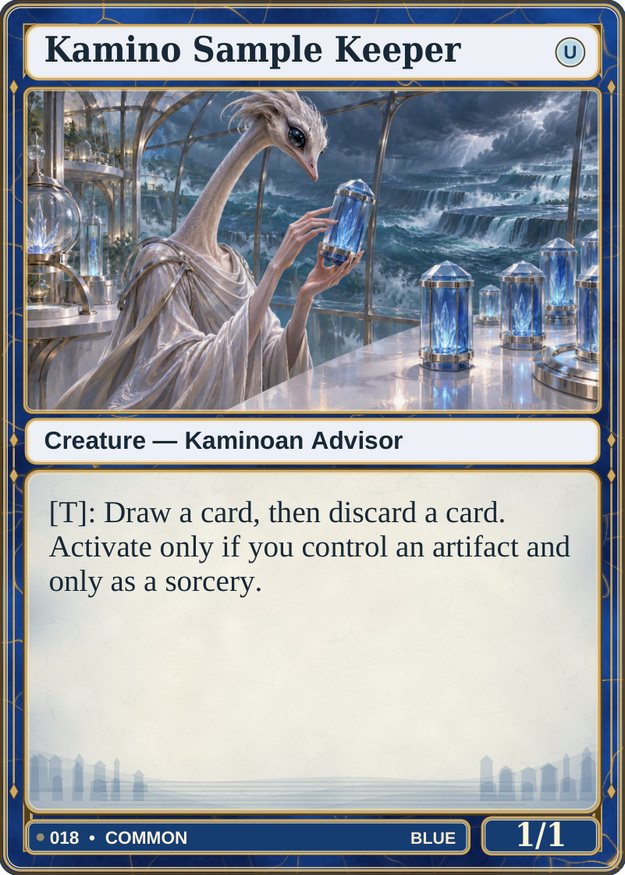 Kamino Sample Keeper
U
Creature — Kaminoan Advisor
[T]: Draw a card, then discard a card.
Activate only if you control an artifact and
only as a sorcery.
018 • COMMON
BLUE
1/1